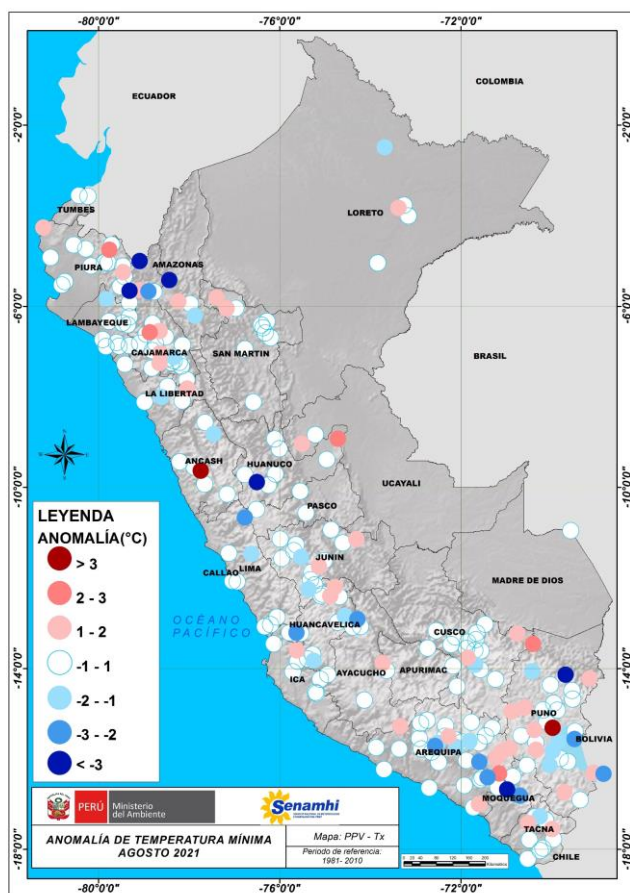 -80°0'0" -76°0'0" -72°0'0"
ECUADOR
COLOMBIA
-2°0'0" -2°0'0"
TUMBES
LORETO
PIURA
AMAZONAS
-6°0'0" -6°0'0"
LAMBAYEQUE
CAJAMARCA
SAN MARTIN
BRASIL
LA LIBERTAD
ANCASH
HUANUCO
UCAYALI
-10°0'0" -10°0'0"
PASCO
LEYENDA
ANOMALÍA(°C)
> 3
2 - 3
1 - 2
-1 - 1
-2 - -1
-3 - -2
< -3
JUNIN
LIMA
CALLAO
MADRE DE DIOS
OCÉANO
PACÍFICO
HUANCAVELICA
CUSCO
-14°0'0" -14°0'0"
ICA
AYACUCHO
APURIMAC
PUNO
BOLIVIA
AREQUIPA
MOQUEGUA
TACNA
CHILE
-18°0'0" -18°0'0"
PERÚ
Ministerio
del Ambiente
Senamhi
ANOMALÍA DE TEMPERATURA MÍNIMA
AGOSTO 2021
Mapa: PPV - Tx
Periodo de referencia:
1981- 2010
-80°0'0" -76°0'0" -72°0'0"